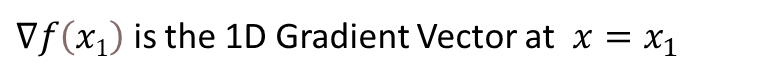 ∇f(x₁) is the 1D Gradient Vector at x = x₁